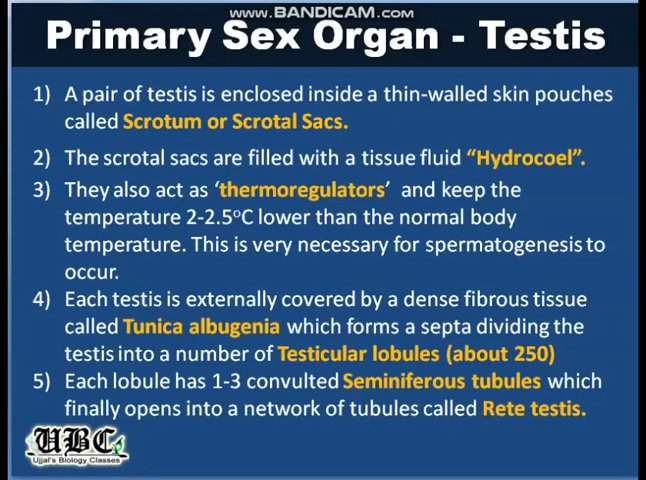 www.BANDICAM.com
Primary Sex Organ - Testis
1) A pair of testis is enclosed inside a thin-walled skin pouches
called Scrotum or Scrotal Sacs.
2) The scrotal sacs are filled with a tissue fluid “Hydrocoel”.
3) They also act as ‘thermoregulators’ and keep the
temperature 2-2.5°C lower than the normal body
temperature. This is very necessary for spermatogenesis to
occur.
4) Each testis is externally covered by a dense fibrous tissue
called Tunica albugenia which forms a septa dividing the
testis into a number of Testicular lobules (about 250)
5) Each lobule has 1-3 convulted Seminiferous tubules which
finally opens into a network of tubules called Rete testis.
UBC
Ujjal's Biology Classes